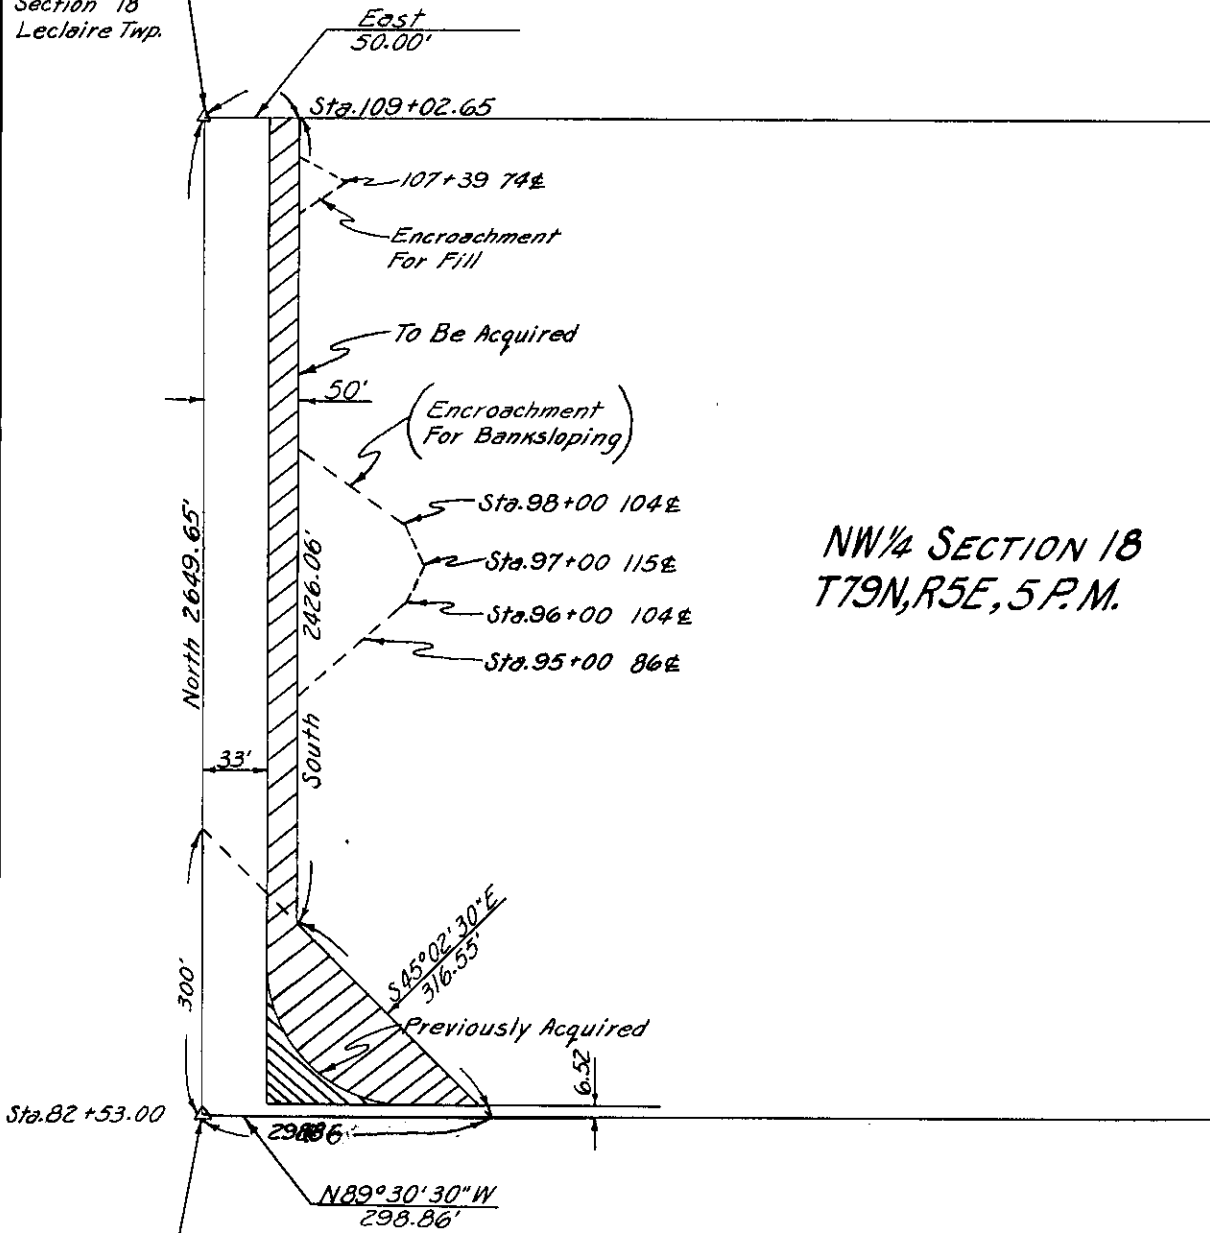 Section 18
Leclaire Twp.
East
50.00'
Sta.109+02.65
107+39 74℄
Encroachment
For Fill
To Be Acquired
50'
(Encroachment
For Banksloping)
Sta.98+00 104℄
North 2649.65'
South 2426.06'
Sta.97+00 115℄
Sta.96+00 104℄
Sta.95+00 86℄
NW1/4 SECTION 18
T79N,R5E,5 P.M.
33'
300'
S45°02'30"E
316.55'
Previously Acquired
6.52
Sta.82+53.00
298.86
N89°30'30"W
298.86'